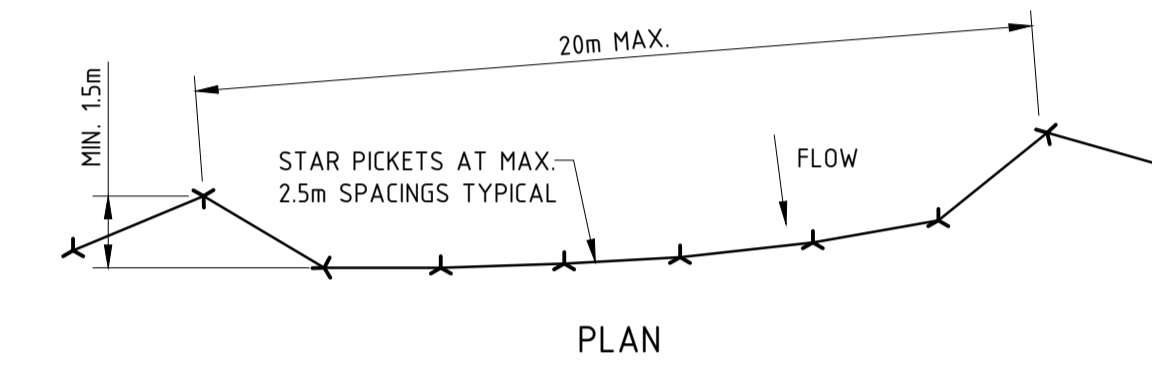 20m MAX.
MIN. 1.5m
STAR PICKETS AT MAX.
2.5m SPACINGS TYPICAL
FLOW
PLAN